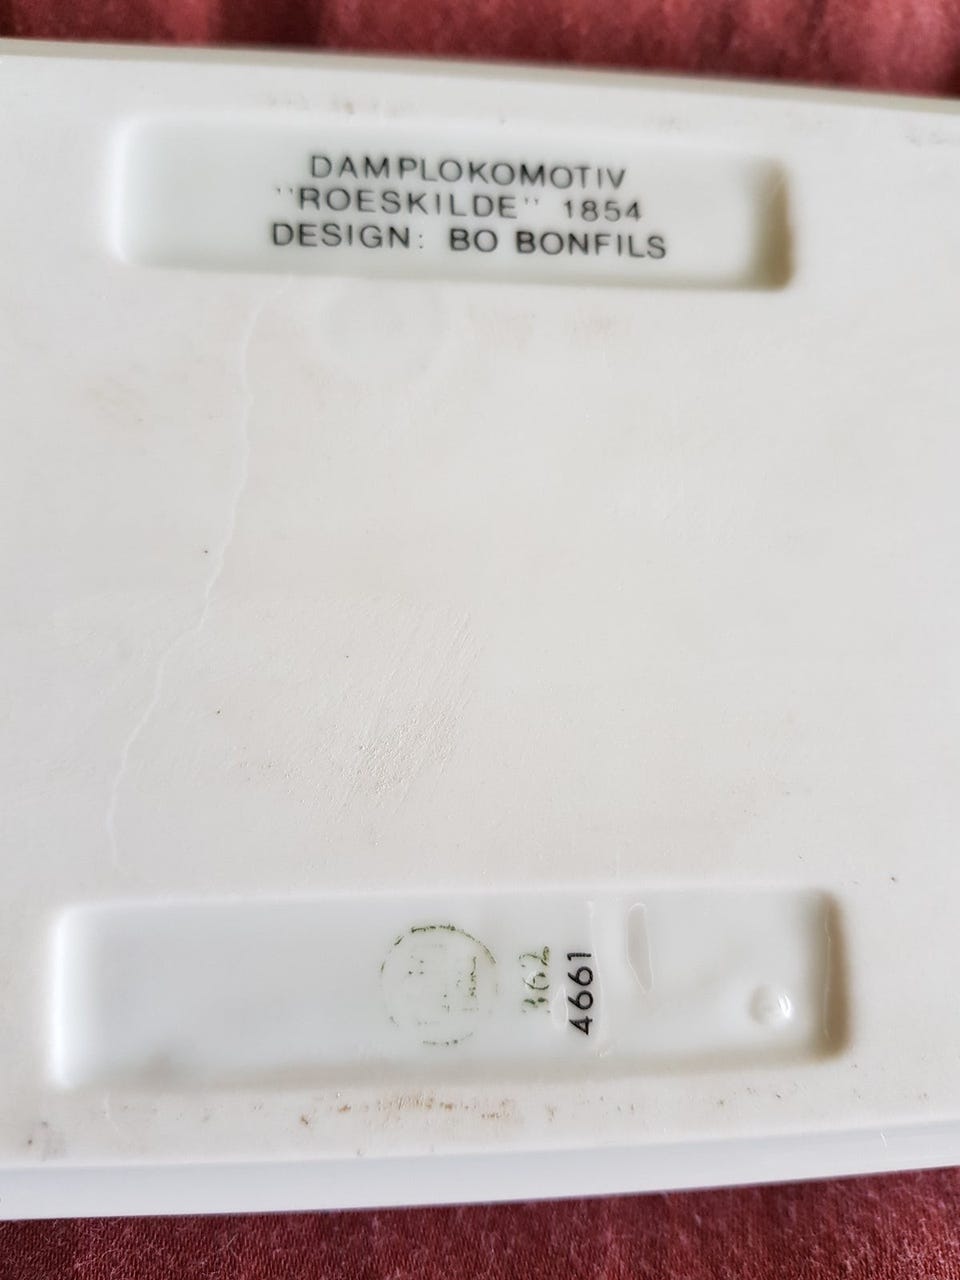 DAMPLOKOMOTIV
"ROESKILDE" 1854
DESIGN: BO BONFILS
362
4661